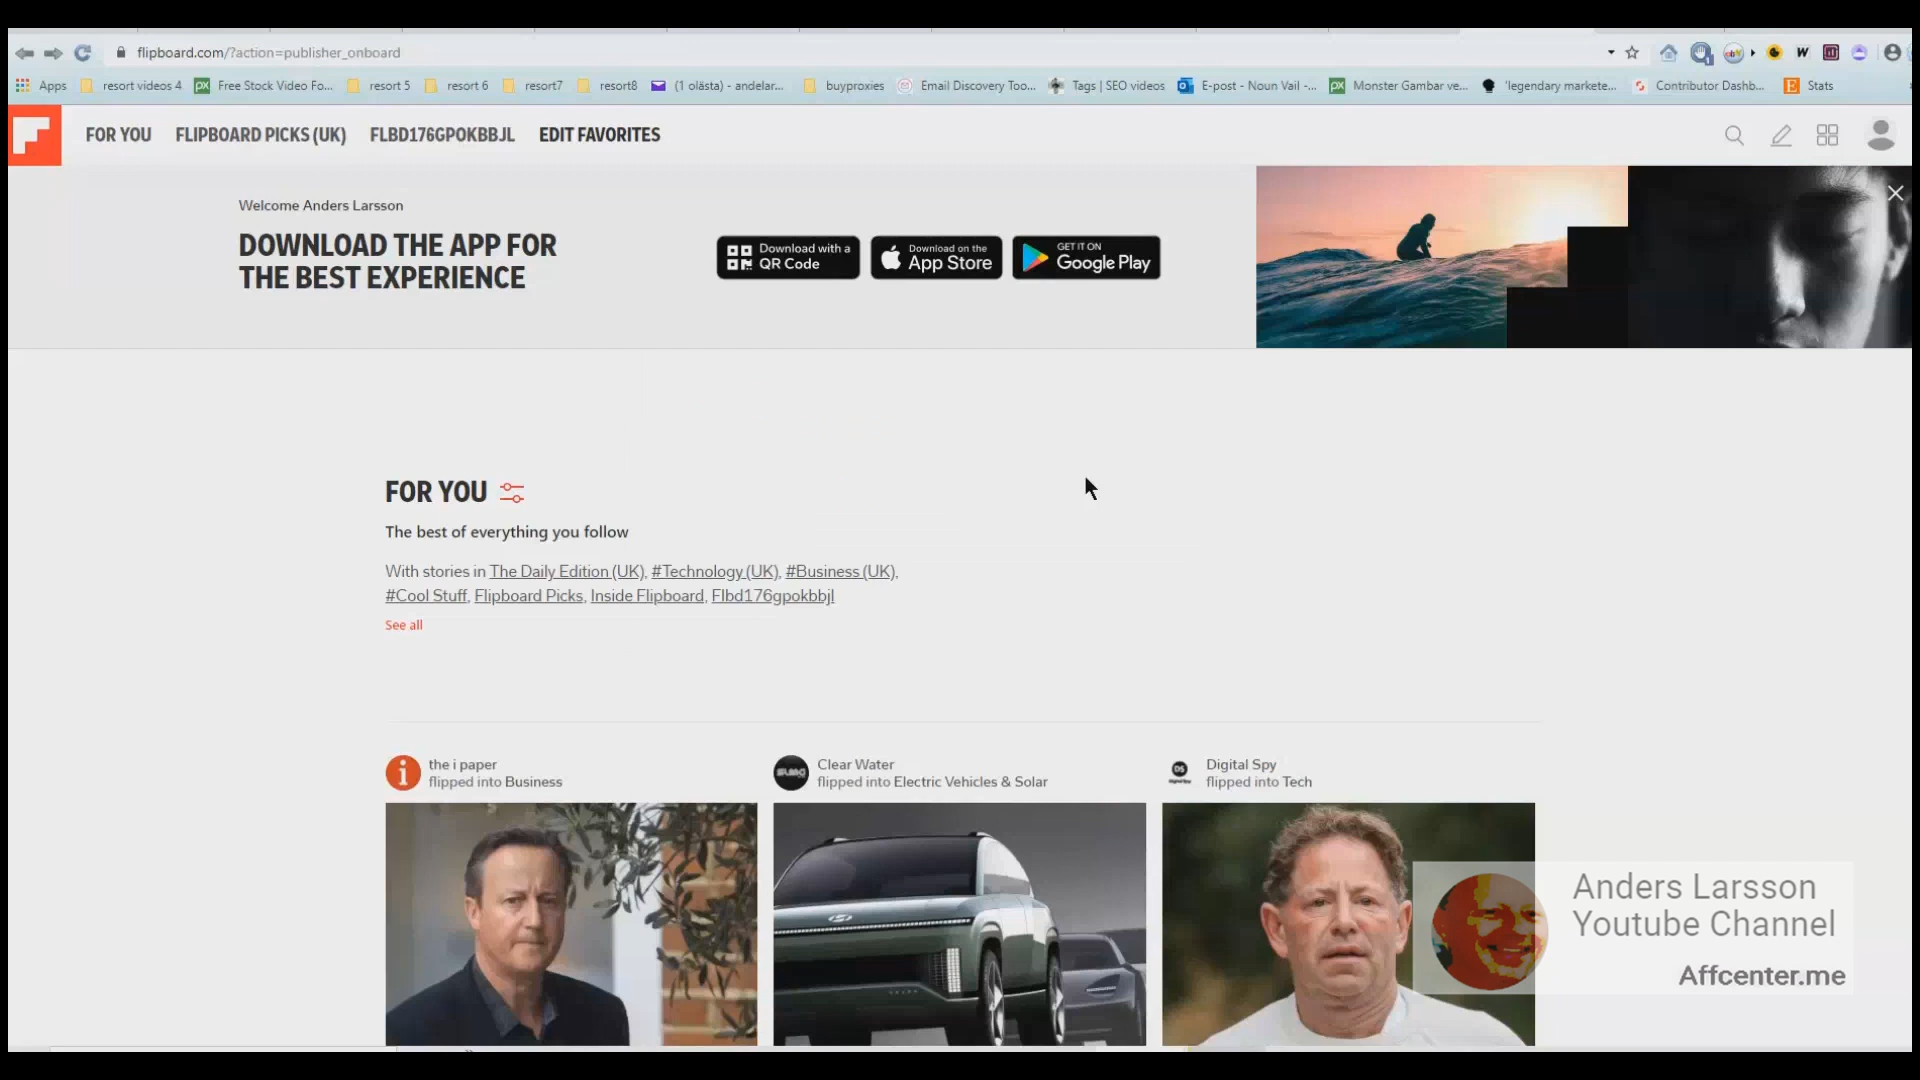 flipboard.com/?action=publisher_onboard
Apps resort videos 4 Free Stock Video Fo... resort 5 resort 6 resort7 resort8 (1 olästa) - andelar... buyproxies Email Discovery Too... Tags | SEO videos E-post - Noun Vail -... Monster Gambar ve... 'legendary markete... Contributor Dashb... Stats
FOR YOU FLIPBOARD PICKS (UK) FLBD176GPOKBBJL EDIT FAVORITES
Welcome Anders Larsson
DOWNLOAD THE APP FOR
THE BEST EXPERIENCE
Download with a
QR Code
Download on the
App Store
GET IT ON
Google Play
FOR YOU
The best of everything you follow
With stories in The Daily Edition (UK), #Technology (UK), #Business (UK),
#Cool Stuff, Flipboard Picks, Inside Flipboard, Flbd176gpokbbjl
See all
the i paper
flipped into Business
Clear Water
flipped into Electric Vehicles & Solar
Digital Spy
flipped into Tech
Anders Larsson
Youtube Channel
Affcenter.me